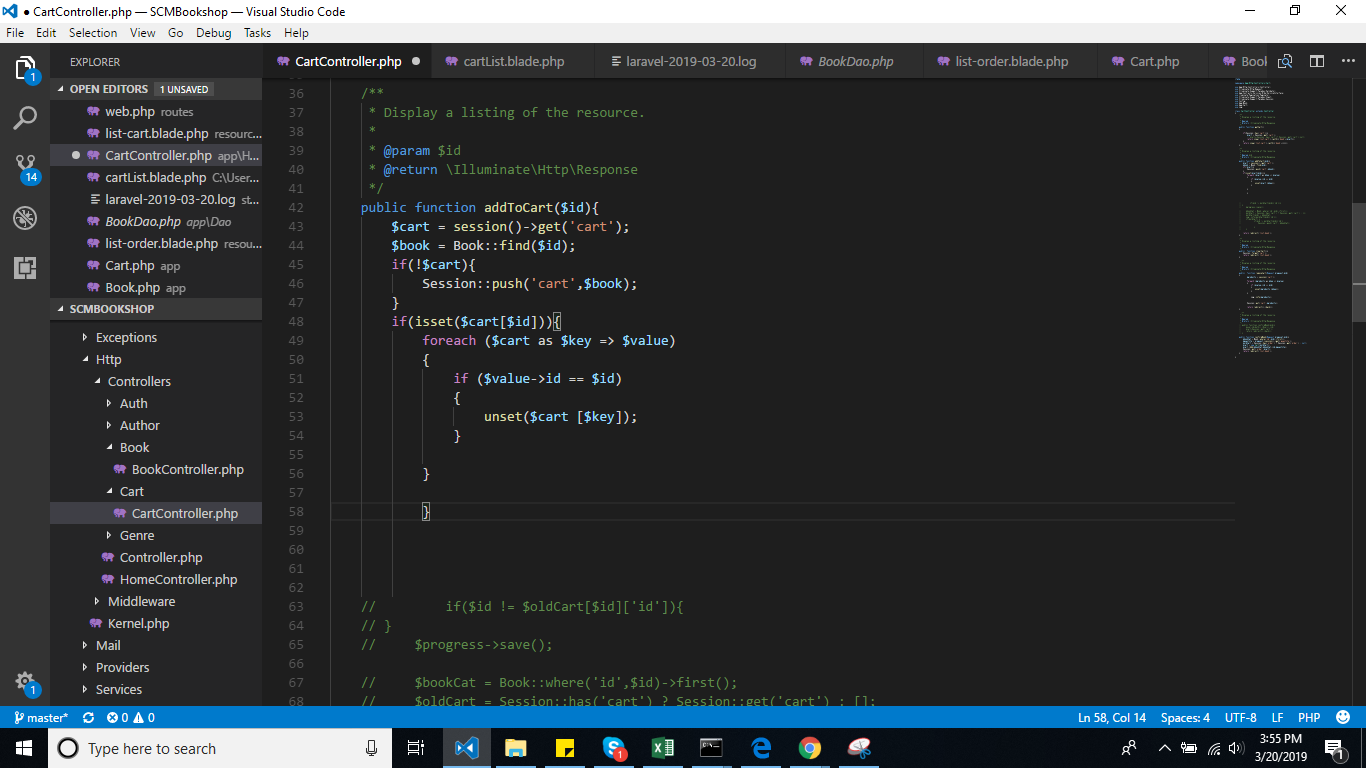 ● CartController.php — SCMBookshop — Visual Studio Code
File Edit Selection View Go Debug Tasks Help
EXPLORER
CartController.php ●
cartList.blade.php
laravel-2019-03-20.log
BookDao.php
list-order.blade.php
Cart.php
Book
1
14
1
OPEN EDITORS 1 UNSAVED
web.php routes
list-cart.blade.php resourc...
● CartController.php app\H...
cartList.blade.php C:\User...
laravel-2019-03-20.log st...
BookDao.php app\Dao
list-order.blade.php resou...
Cart.php app
Book.php app
SCMBOOKSHOP
Exceptions
Http
Controllers
Auth
Author
Book
BookController.php
Cart
CartController.php
Genre
Controller.php
HomeController.php
Middleware
Kernel.php
Mail
Providers
Services
36 /**
37 * Display a listing of the resource.
38 *
39 * @param $id
40 * @return \Illuminate\Http\Response
41 */
42 public function addToCart($id){
43 $cart = session()->get('cart');
44 $book = Book::find($id);
45 if(!$cart){
46 Session::push('cart',$book);
47 }
48 if(isset($cart[$id])){
49 foreach ($cart as $key => $value)
50 {
51 if ($value->id == $id)
52 {
53 unset($cart [$key]);
54 }
55
56 }
57
58 }
59
60
61
62
63 // if($id != $oldCart[$id]['id']){
64 // }
65 // $progress->save();
66
67 // $bookCat = Book::where('id',$id)->first();
68 // $oldCart = Session::has('cart') ? Session::get('cart') : [];
master* 0 0
Ln 58, Col 14 Spaces: 4 UTF-8 LF PHP
Type here to search
1
3:55 PM
3/20/2019
1